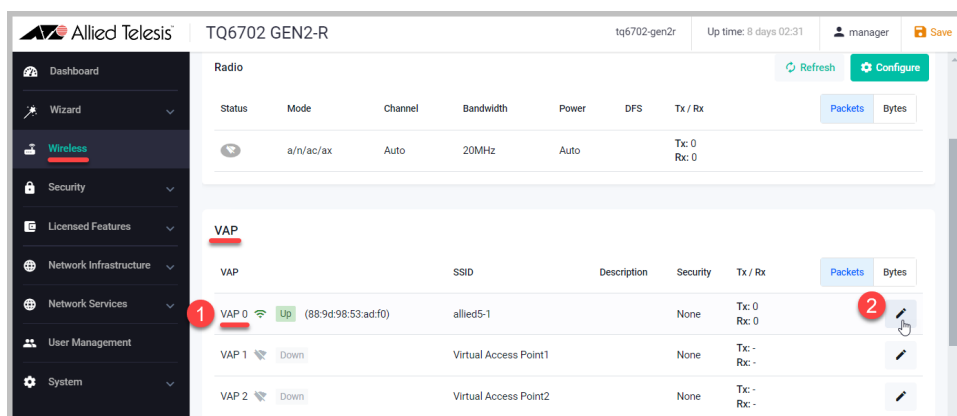 Allied Telesis TQ6702 GEN2-R tq6702-gen2r Up time: 8 days 02:31 manager Save
Dashboard
Wizard
Wireless
Security
Licensed Features
Network Infrastructure
Network Services
User Management
System
Radio Refresh Configure
Status Mode Channel Bandwidth Power DFS Tx / Rx Packets Bytes
a/n/ac/ax Auto 20MHz Auto Tx: 0
Rx: 0
VAP
VAP SSID Description Security Tx / Rx Packets Bytes
1 VAP 0 Up (88:9d:98:53:ad:f0) allied5-1 None Tx: 0 2
Rx: 0
VAP 1 Down Virtual Access Point1 None Tx: -
Rx: -
VAP 2 Down Virtual Access Point2 None Tx: -
Rx: -